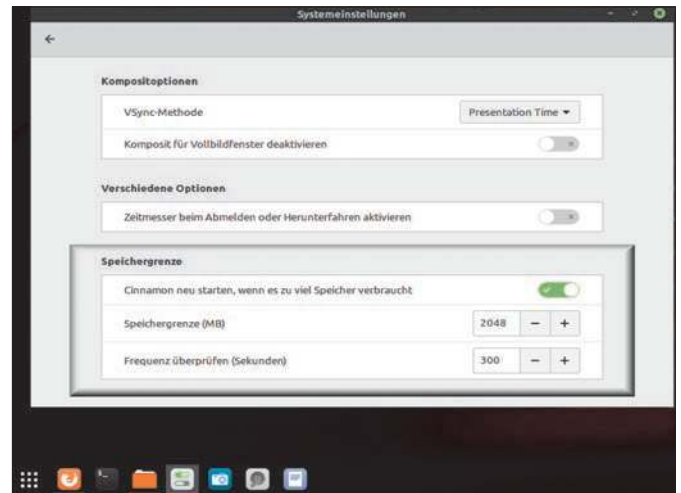 Systemeinstellungen
Kompositoptionen
VSync-Methode Presentation Time
Komposit für Vollbildfenster deaktivieren
Verschiedene Optionen
Zeitmesser beim Abmelden oder Herunterfahren aktivieren
Speichergrenze
Cinnamon neu starten, wenn es zu viel Speicher verbraucht
Speichergrenze (MB) 2048 − +
Frequenz überprüfen (Sekunden) 300 − +